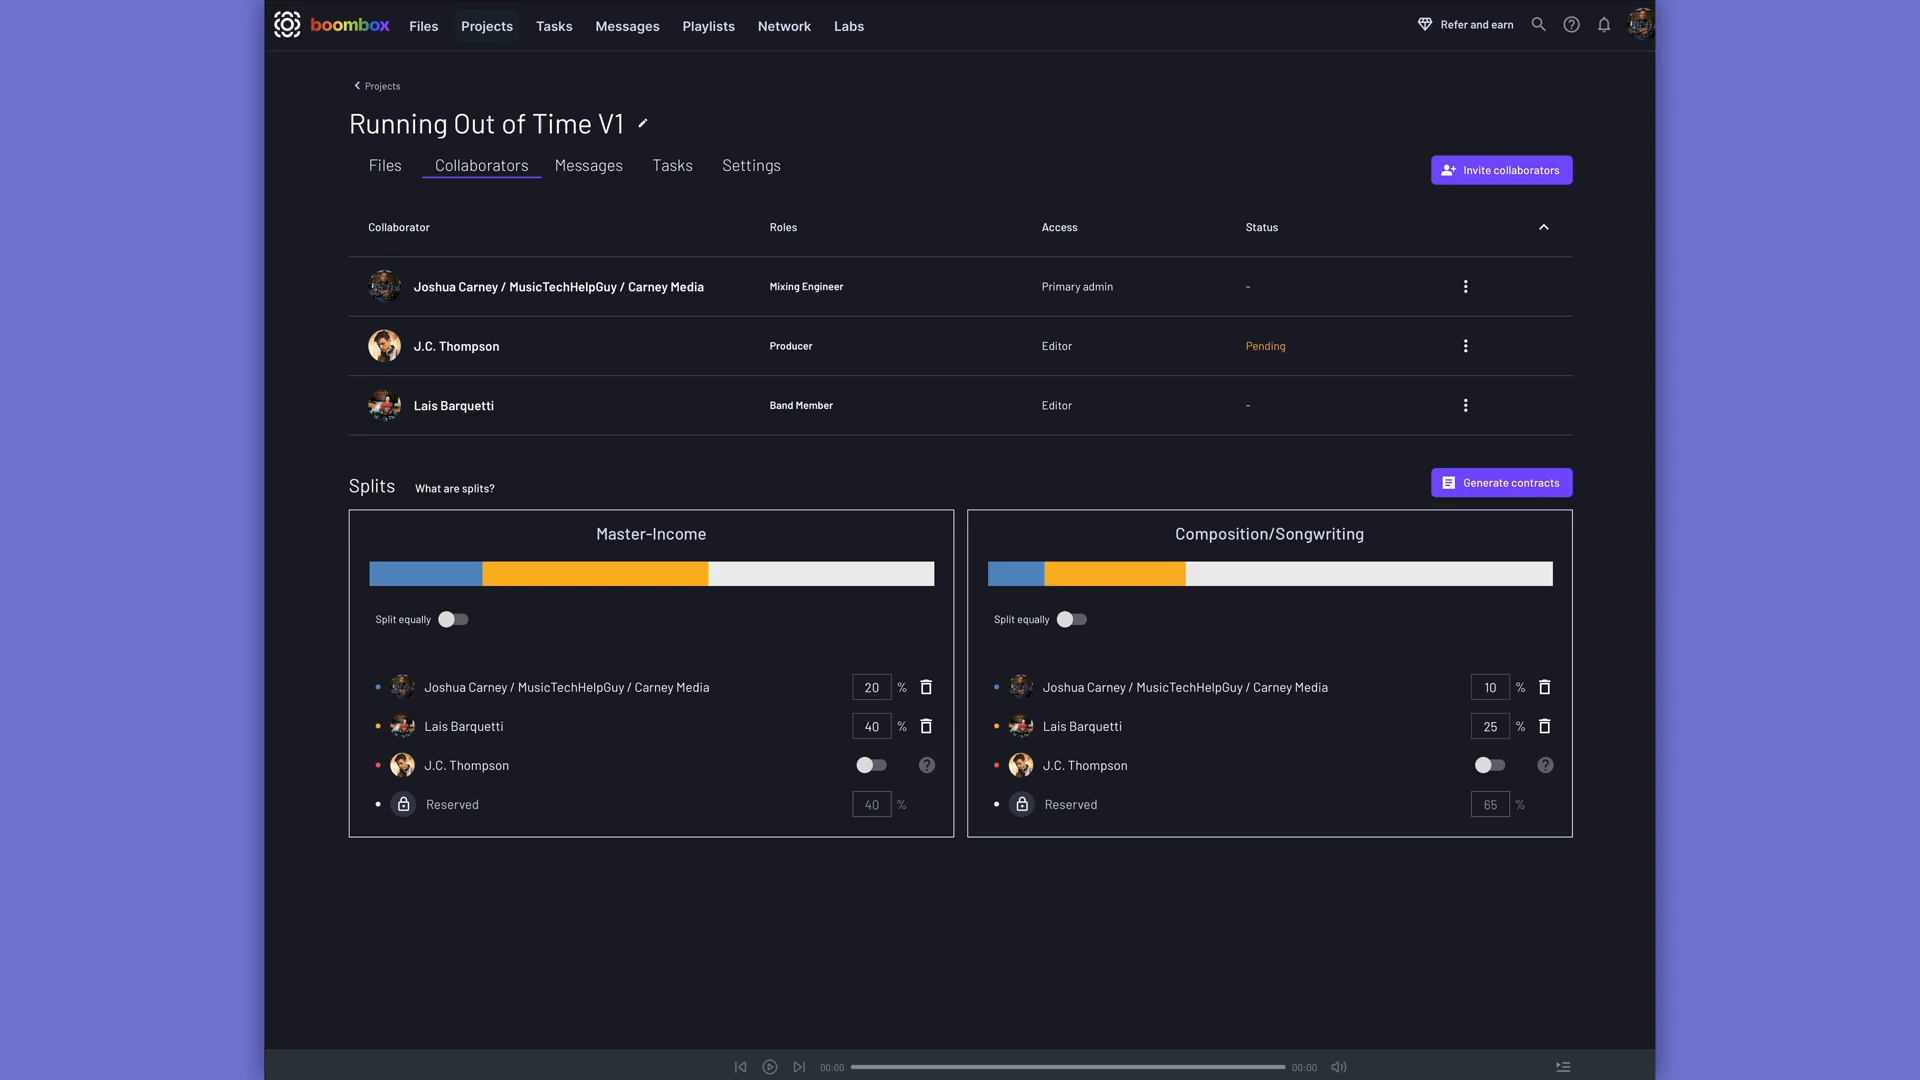 boombox Files Projects Tasks Messages Playlists Network Labs Refer and earn
Projects
Running Out of Time V1
Files Collaborators Messages Tasks Settings Invite collaborators
Collaborator Roles Access Status
Joshua Carney / MusicTechHelpGuy / Carney Media Mixing Engineer Primary admin -
J.C. Thompson Producer Editor Pending
Lais Barquetti Band Member Editor -
Splits What are splits? Generate contracts
Master-Income
Split equally
Joshua Carney / MusicTechHelpGuy / Carney Media 20 %
Lais Barquetti 40 %
J.C. Thompson
Reserved 40 %
Composition/Songwriting
Split equally
Joshua Carney / MusicTechHelpGuy / Carney Media 10 %
Lais Barquetti 25 %
J.C. Thompson
Reserved 65 %
00:00 00:00